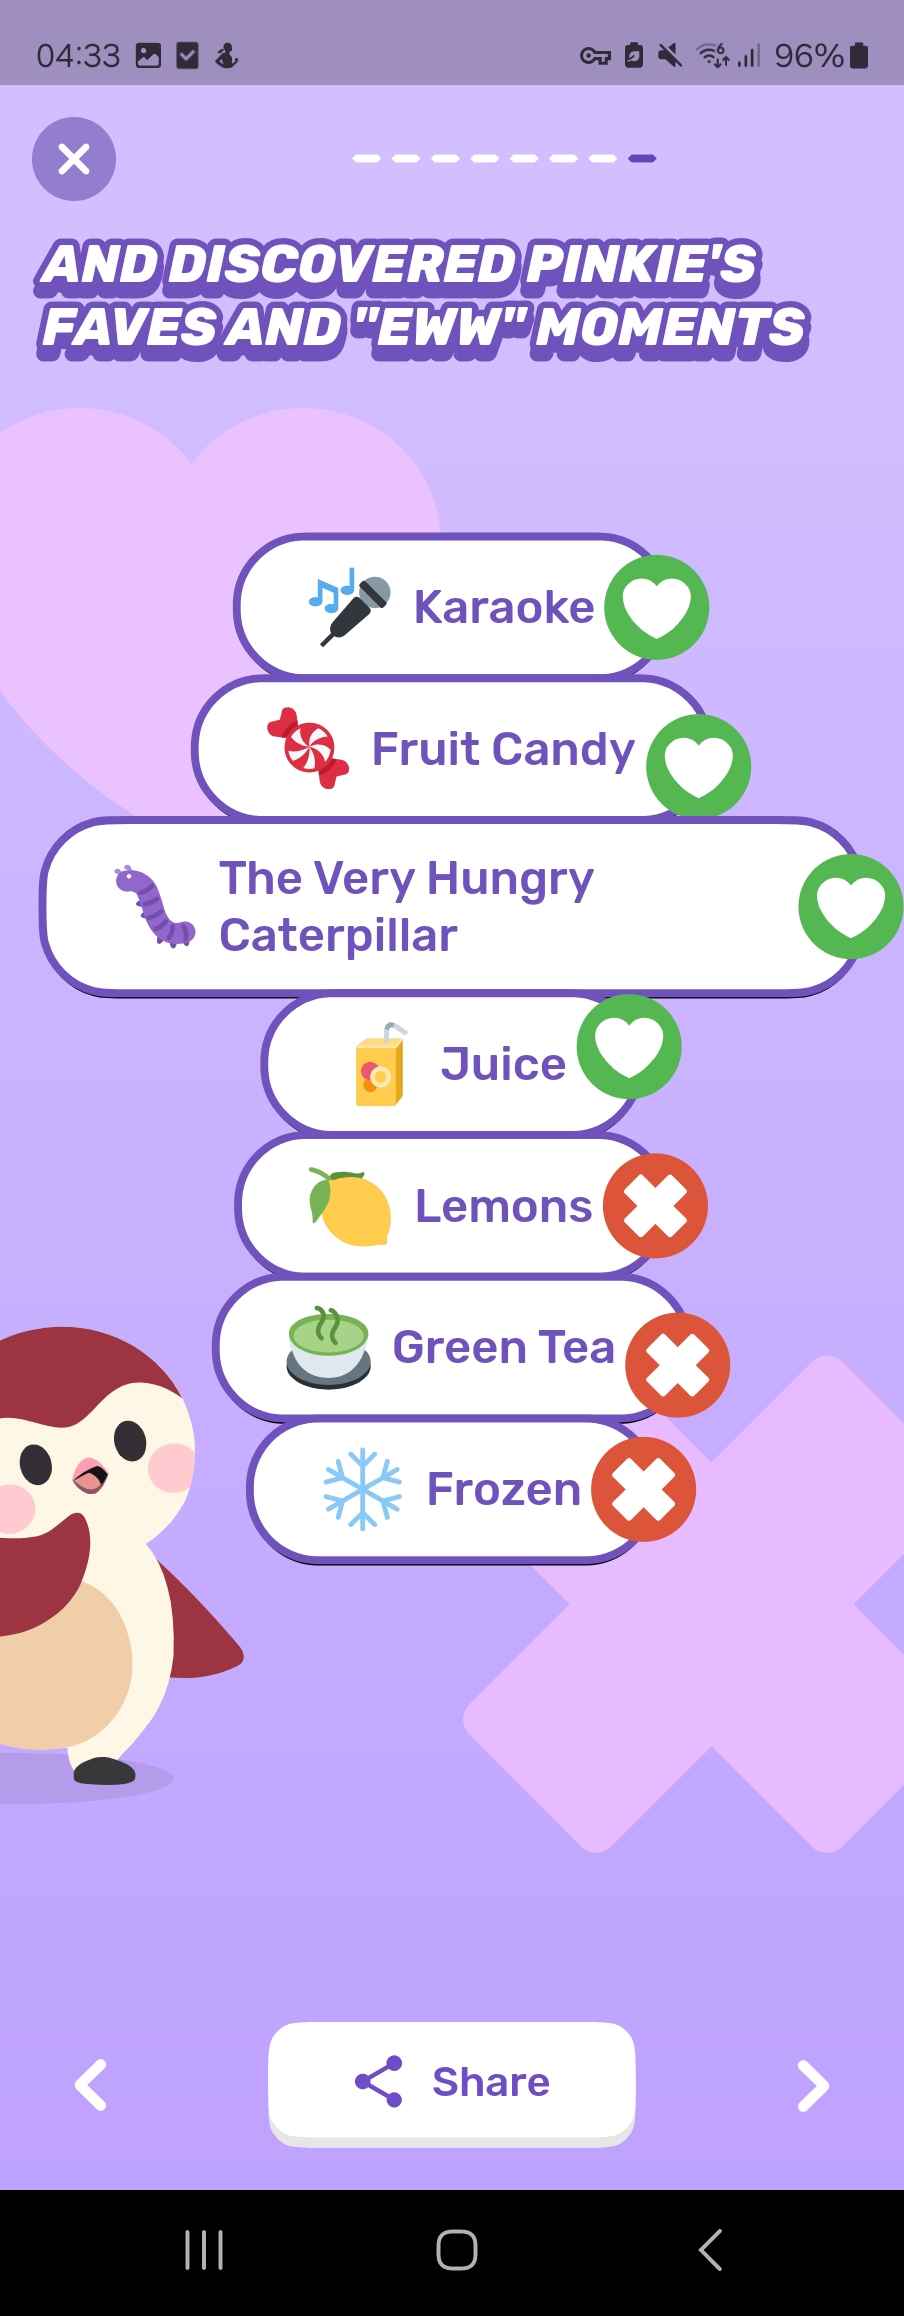 04:33
6
96%
AND DISCOVERED PINKIE'S
FAVES AND "EWW" MOMENTS
Karaoke
Fruit Candy
The Very Hungry
Caterpillar
Juice
Lemons
Green Tea
Frozen
Share